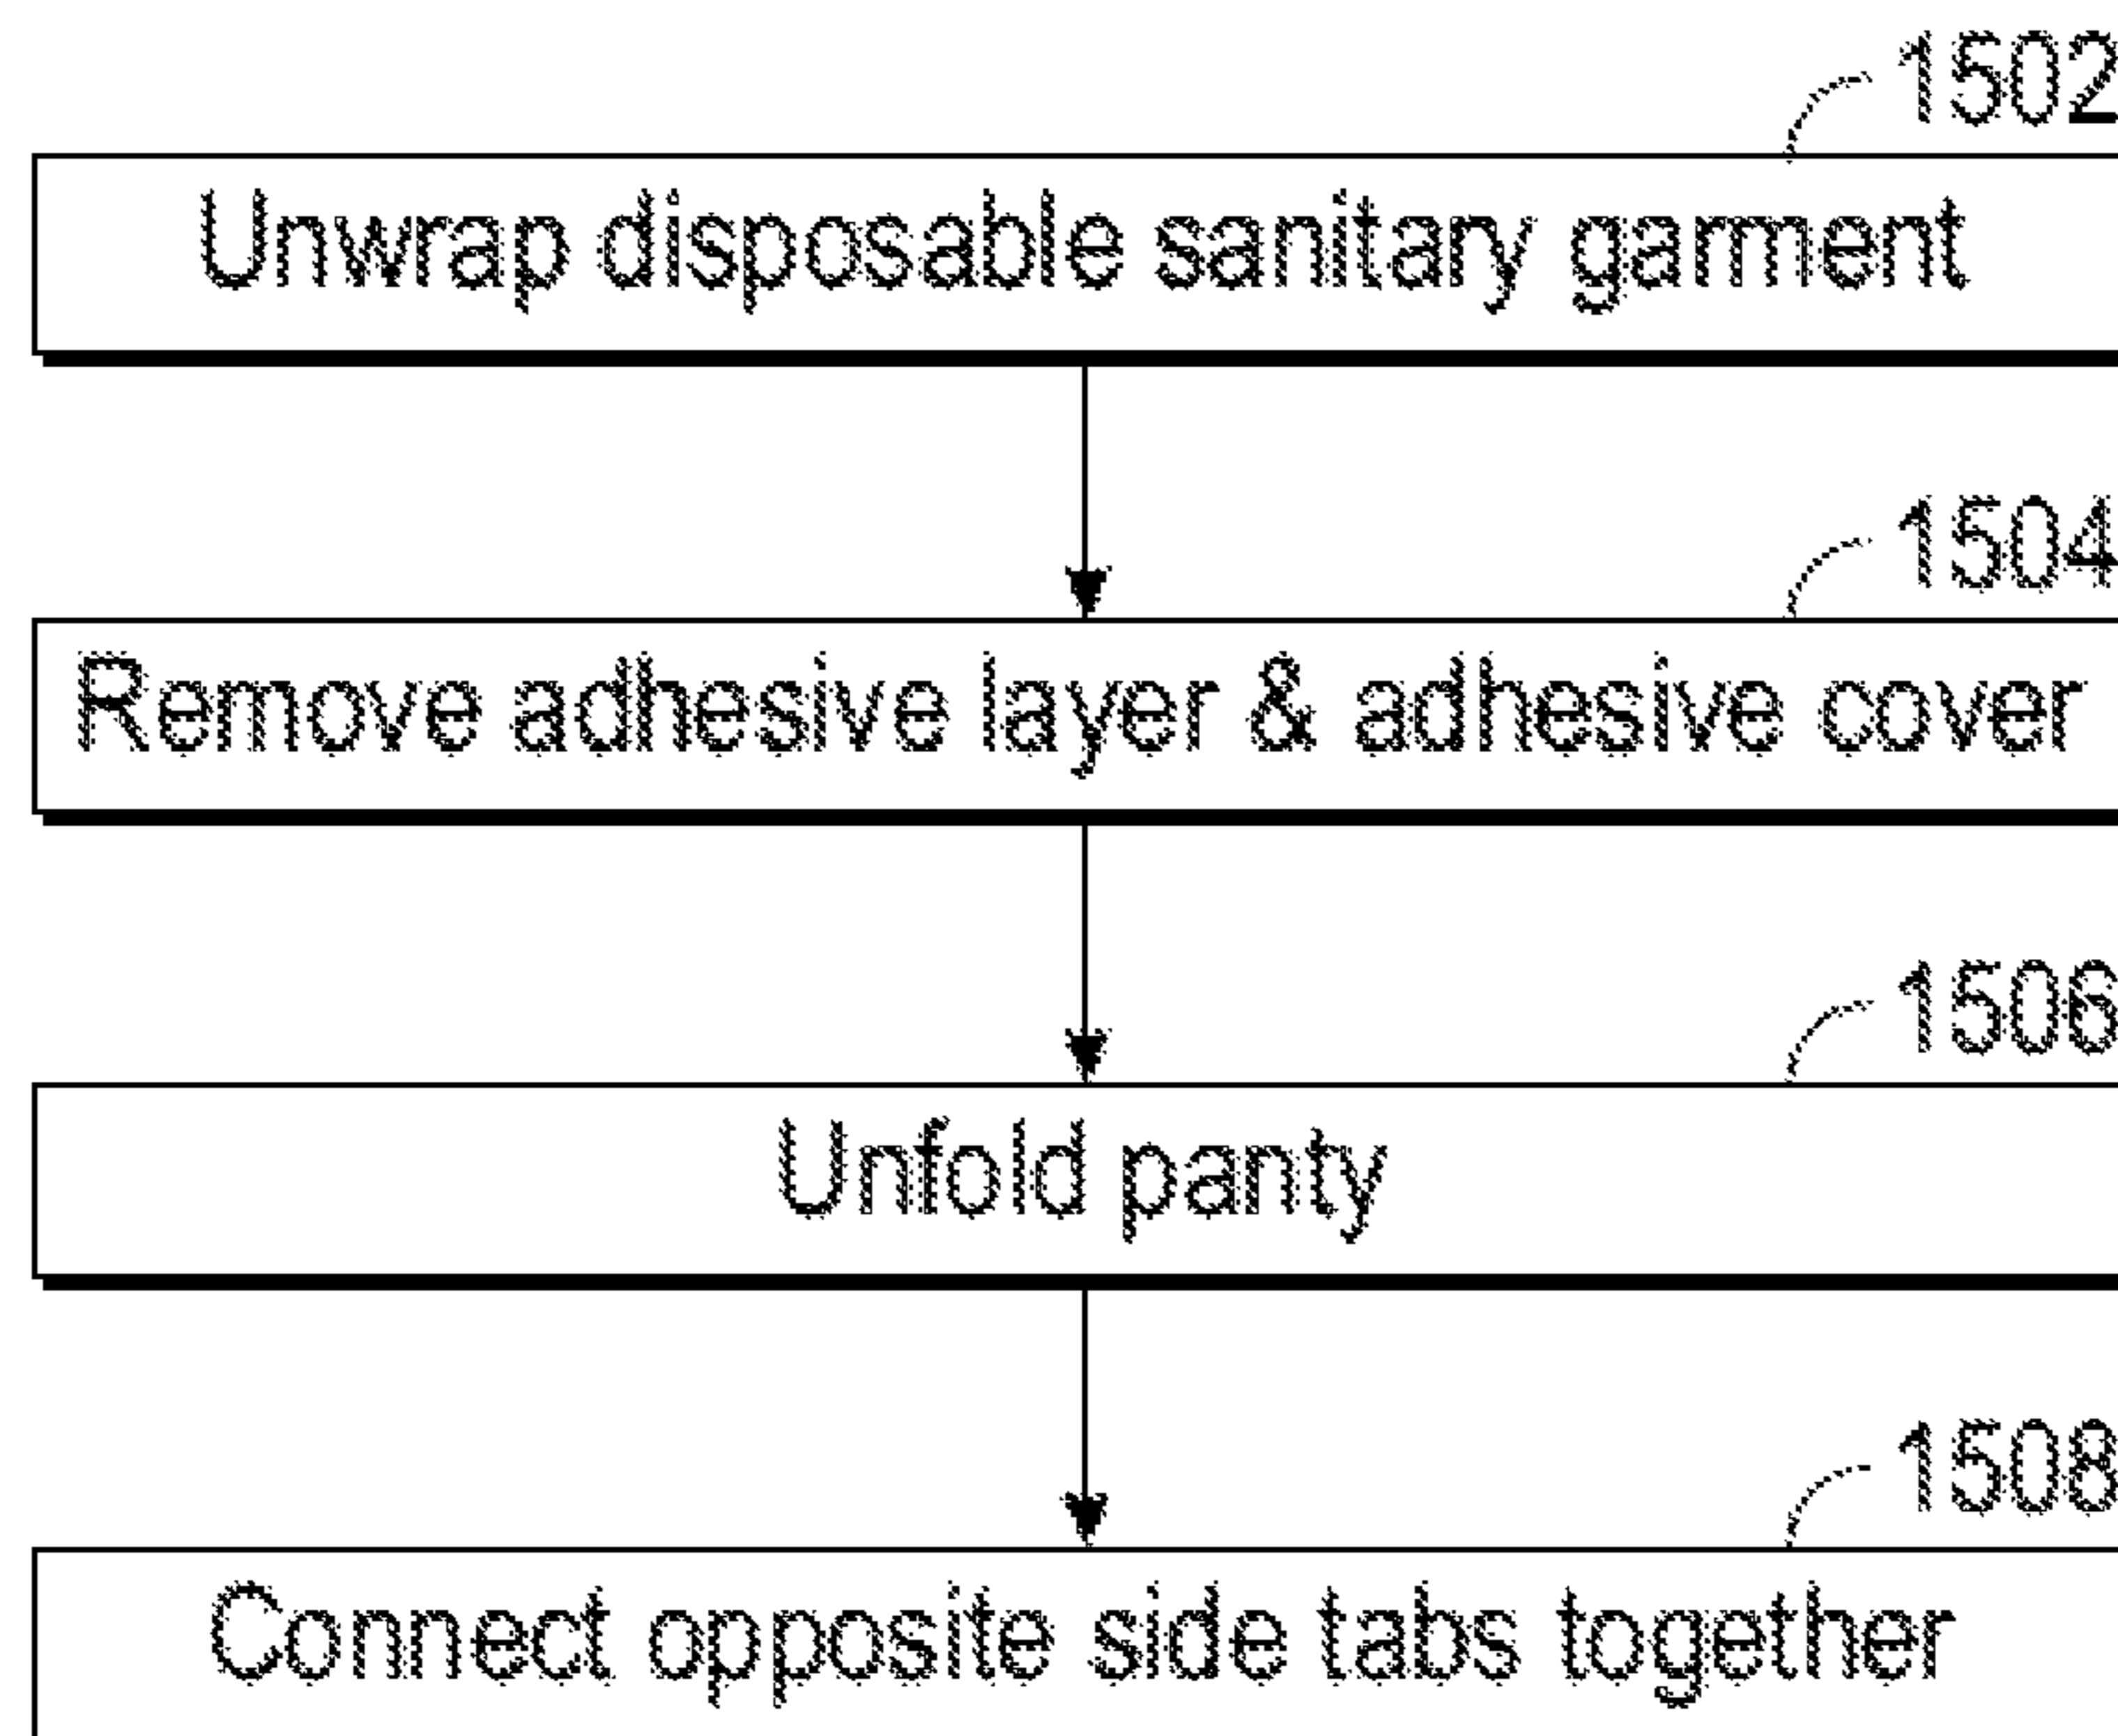 1502
Unwrap disposable sanitary garment
1504
Remove adhesive layer & adhesive cover
1506
Unfold panty
1508
Connect opposite side tabs together